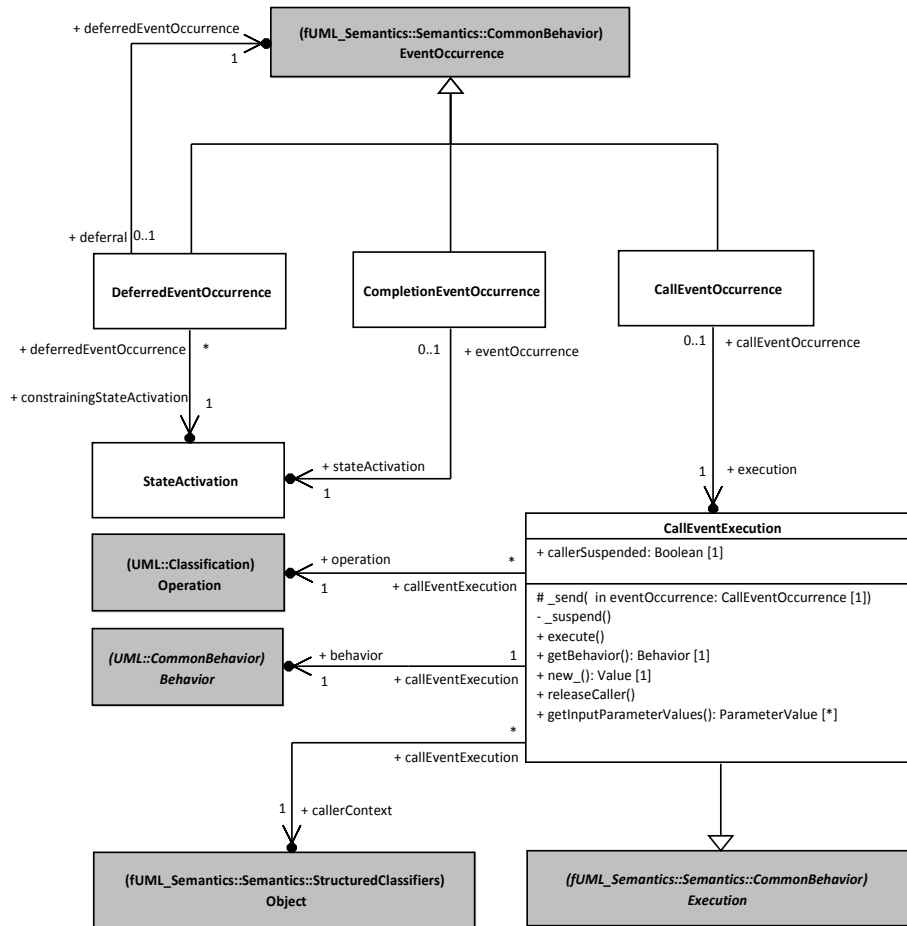 + deferredEventOccurrence
1
(fUML_Semantics::Semantics::CommonBehavior)
EventOccurrence
+ deferral
0..1
DeferredEventOccurrence
CompletionEventOccurrence
CallEventOccurrence
+ deferredEventOccurrence
*
0..1
+ eventOccurrence
0..1
+ callEventOccurrence
+ constrainingStateActivation
1
StateActivation
+ stateActivation
1
1
+ execution
CallEventExecution
+ callerSuspended: Boolean [1]
# _send( in eventOccurrence: CallEventOccurrence [1])
- _suspend()
+ execute()
+ getBehavior(): Behavior [1]
+ new_(): Value [1]
+ releaseCaller()
+ getInputParameterValues(): ParameterValue [*]
(UML::Classification)
Operation
+ operation
*
1
+ callEventExecution
(UML::CommonBehavior)
Behavior
+ behavior
1
1
+ callEventExecution
*
+ callEventExecution
1
+ callerContext
(fUML_Semantics::Semantics::StructuredClassifiers)
Object
(fUML_Semantics::Semantics::CommonBehavior)
Execution